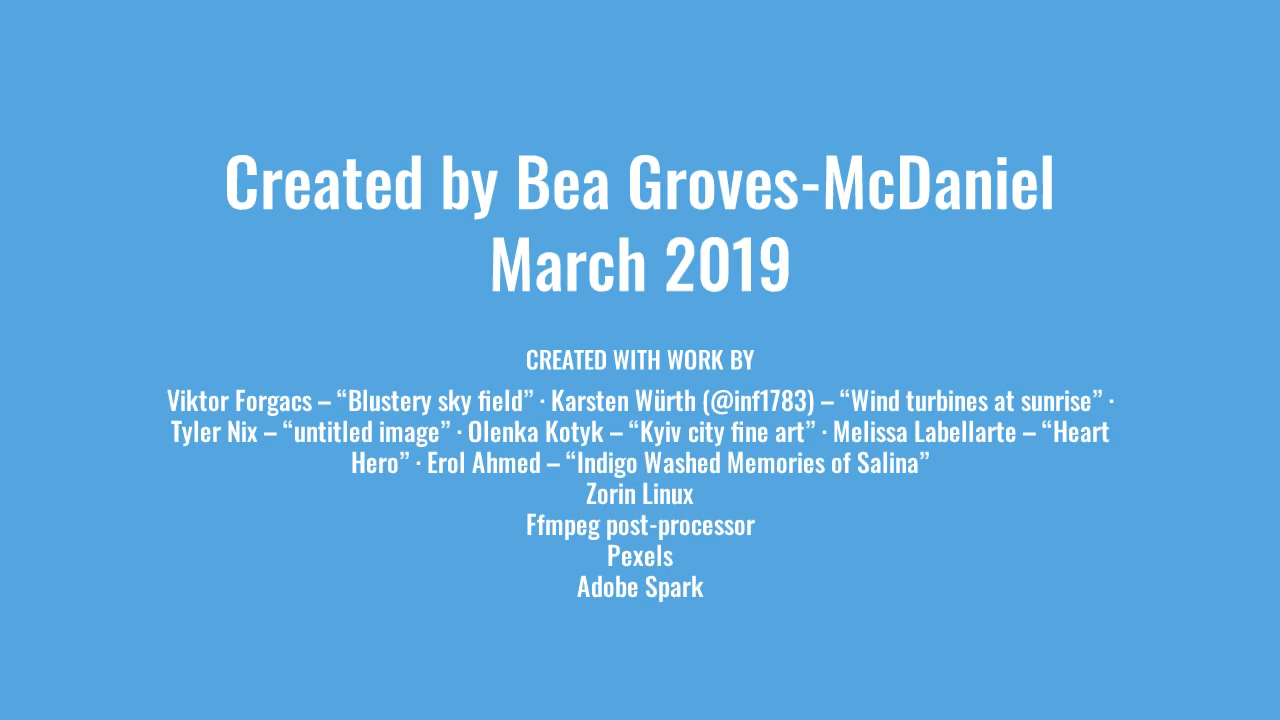 Created by Bea Groves-McDaniel
March 2019
CREATED WITH WORK BY
Viktor Forgacs – “Blustery sky field” · Karsten Würth (@inf1783) – “Wind turbines at sunrise” ·
Tyler Nix – “untitled image” · Olenka Kotyk – “Kyiv city fine art” · Melissa Labellarte – “Heart
Hero” · Erol Ahmed – “Indigo Washed Memories of Salina”
Zorin Linux
Ffmpeg post-processor
Pexels
Adobe Spark